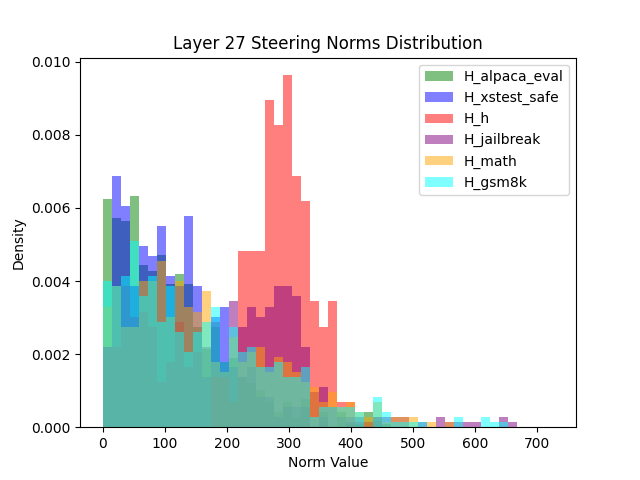 Layer 27 Steering Norms Distribution
0.010
0.008
0.006
0.004
0.002
0.000
Density
H_alpaca_eval
H_xstest_safe
H_h
H_jailbreak
H_math
H_gsm8k
0 100 200 300 400 500 600 700
Norm Value